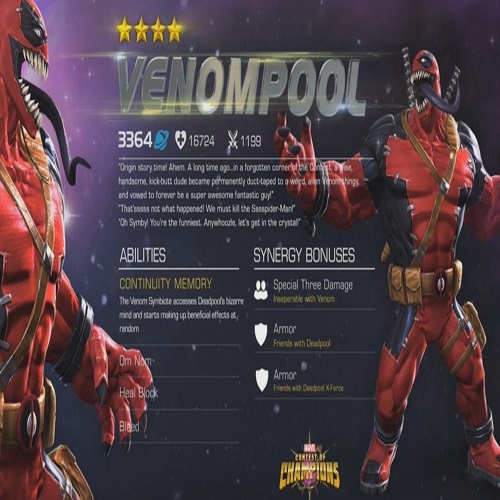 VENOMPOOL
3364 16724 1199
"Origin story time! Ahem. A long time ago...in a forgotten corner of the Contest, a wise,
handsome, kick-butt dude became permanently duct-taped to a weird, alien Venom-thingy,
and vowed to forever be a super awesome fantastic guy!"
"That'sssss not what happened! We must kill the Ssspider-Man!"
"Oh Symby! You're the funniest. Anywhoozle, let's get in the crystal!"
ABILITIES
CONTINUITY MEMORY
The Venom Symbiote accesses Deadpool's bizarre
mind and starts making up beneficial effects at
random
Om Nom
Heal Block
Bleed
SYNERGY BONUSES
Special Three Damage
Inseperable with Venom
Armor
Friends with Deadpool
Armor
Friends with Deadpool X-Force
MARVEL
CONTEST OF
CHAMPIONS